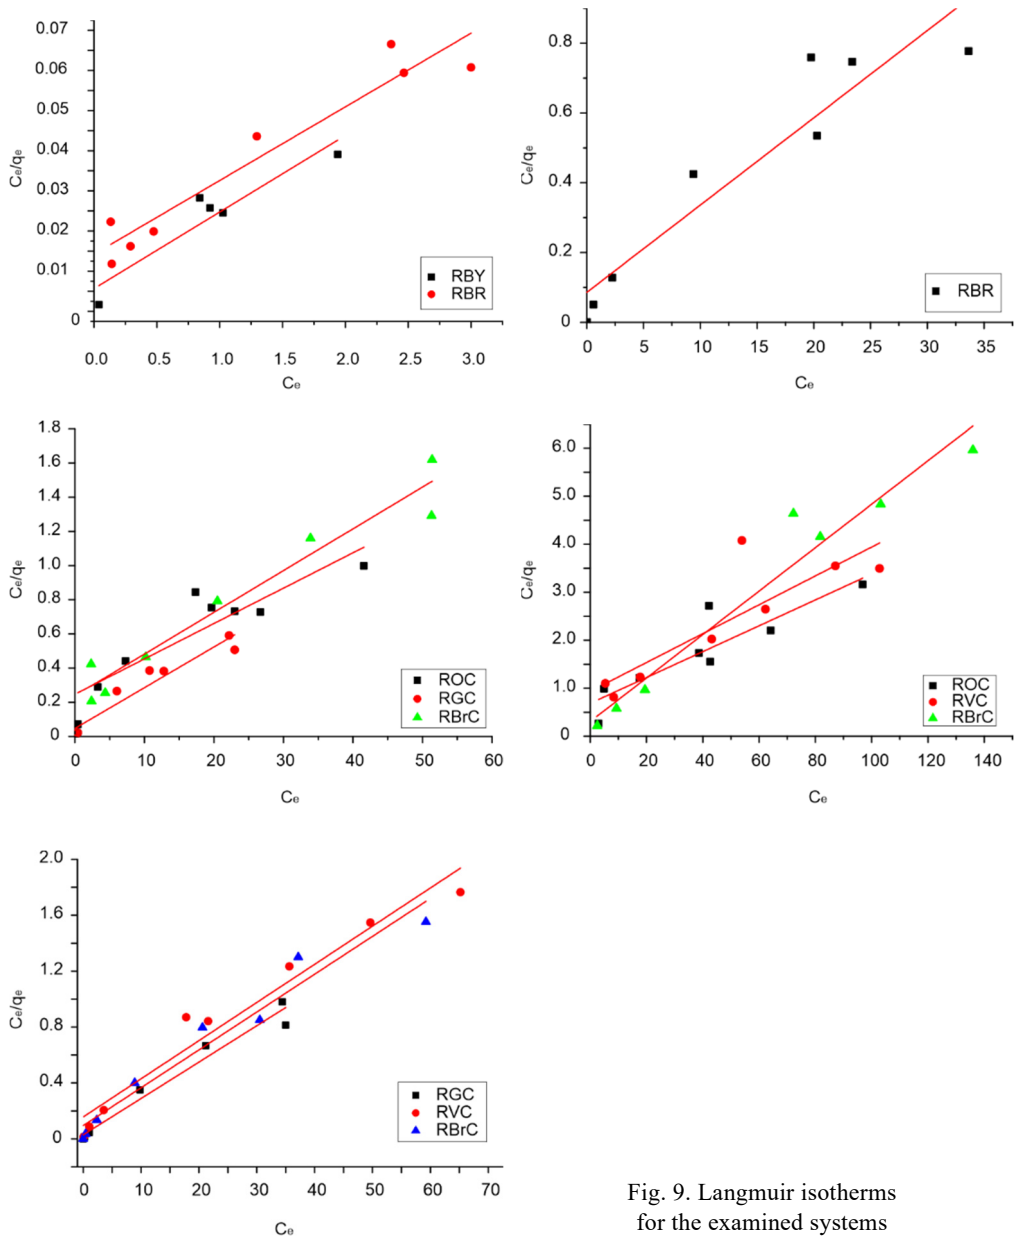 0.07
0.06
0.05
0.04
0.03
0.02
0.01
0
Ce/qe
0.0 0.5 1.0 1.5 2.0 2.5 3.0
Ce
RBY
RBR
0.8
0.6
0.4
0.2
0
Ce/qe
0 5 10 15 20 25 30 35
Ce
RBR
1.8
1.6
1.4
1.2
1.0
0.8
0.6
0.4
0.2
0
Ce/qe
0 10 20 30 40 50 60
Ce
ROC
RGC
RBrC
6.0
5.0
4.0
3.0
2.0
1.0
0
Ce/qe
0 20 40 60 80 100 120 140
Ce
ROC
RVC
RBrC
2.0
1.6
1.2
0.8
0.4
0
Ce/qe
0 10 20 30 40 50 60 70
Ce
RGC
RVC
RBrC
Fig. 9. Langmuir isotherms
for the examined systems